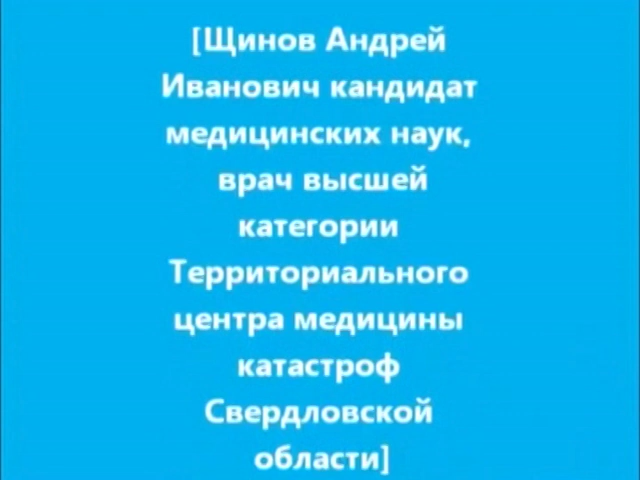 [Щинов Андрей
Иванович кандидат
медицинских наук,
врач высшей
категории
Территориального
центра медицины
катастроф
Свердловской
области]